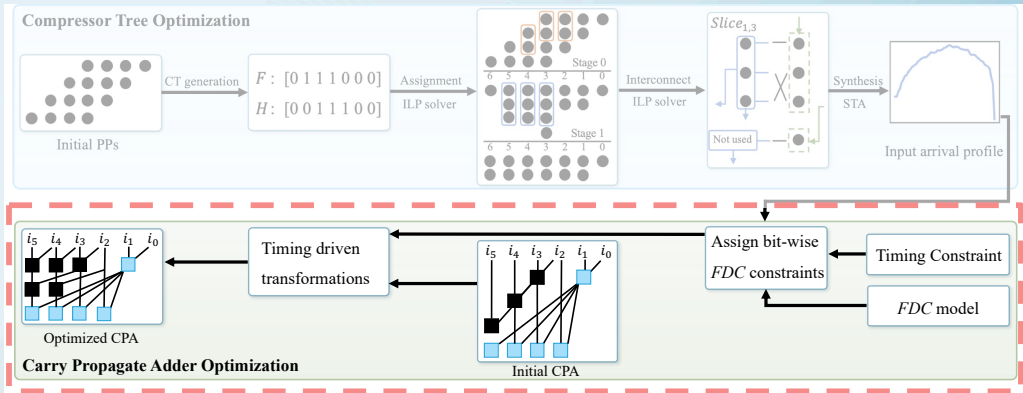 Compressor Tree Optimization
Initial PPs
CT generation
F: [0 1 1 1 0 0 0]
H: [0 0 1 1 1 0 0]
Assignment
ILP solver
Stage 0
6 5 4 3 2 1 0
Stage 1
6 5 4 3 2 1 0
Interconnect
ILP solver
Slice1,3
Not used
Synthesis
STA
Input arrival profile
i5 i4 i3 i2 i1 i0
Optimized CPA
Timing driven
transformations
i5 i4 i3 i2 i1 i0
Initial CPA
Assign bit-wise
FDC constraints
Timing Constraint
FDC model
Carry Propagate Adder Optimization